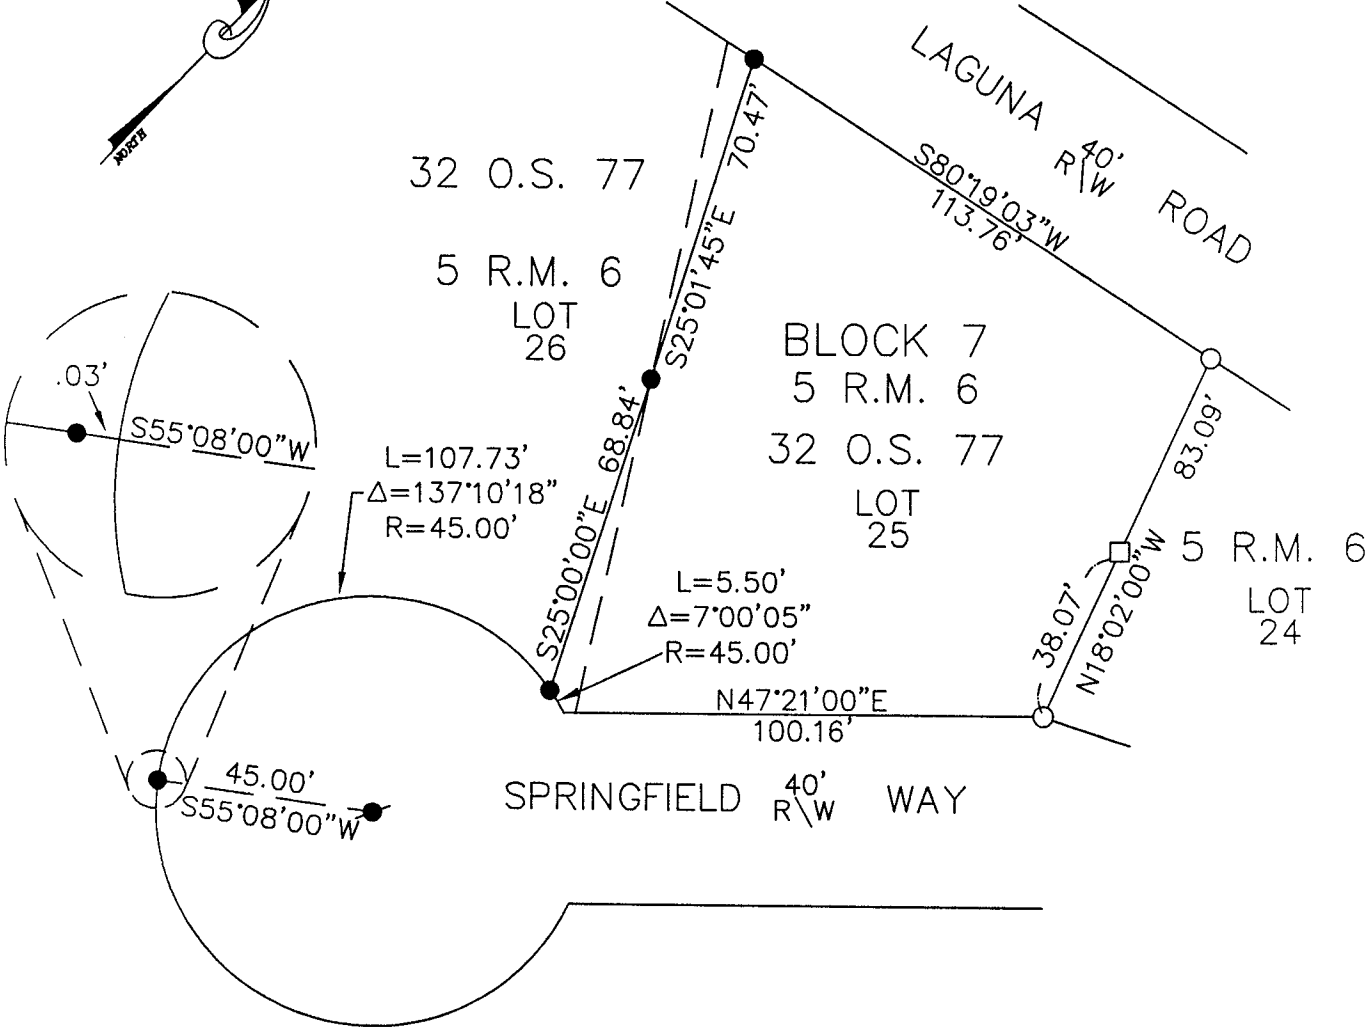 NORTH
LAGUNA 40' R\W ROAD
S80°19'03"W
113.76'
32 O.S. 77
5 R.M. 6
LOT
26
70.47'
S25°01'45"E
68.84'
S25°00'00"E
BLOCK 7
5 R.M. 6
32 O.S. 77
LOT
25
83.09'
38.07'
N18°02'00"W
5 R.M. 6
LOT
24
.03'
S55°08'00"W
L=107.73'
Δ=137°10'18"
R=45.00'
L=5.50'
Δ=7°00'05"
R=45.00'
N47°21'00"E
100.16'
45.00'
S55°08'00"W
SPRINGFIELD 40' R\W WAY